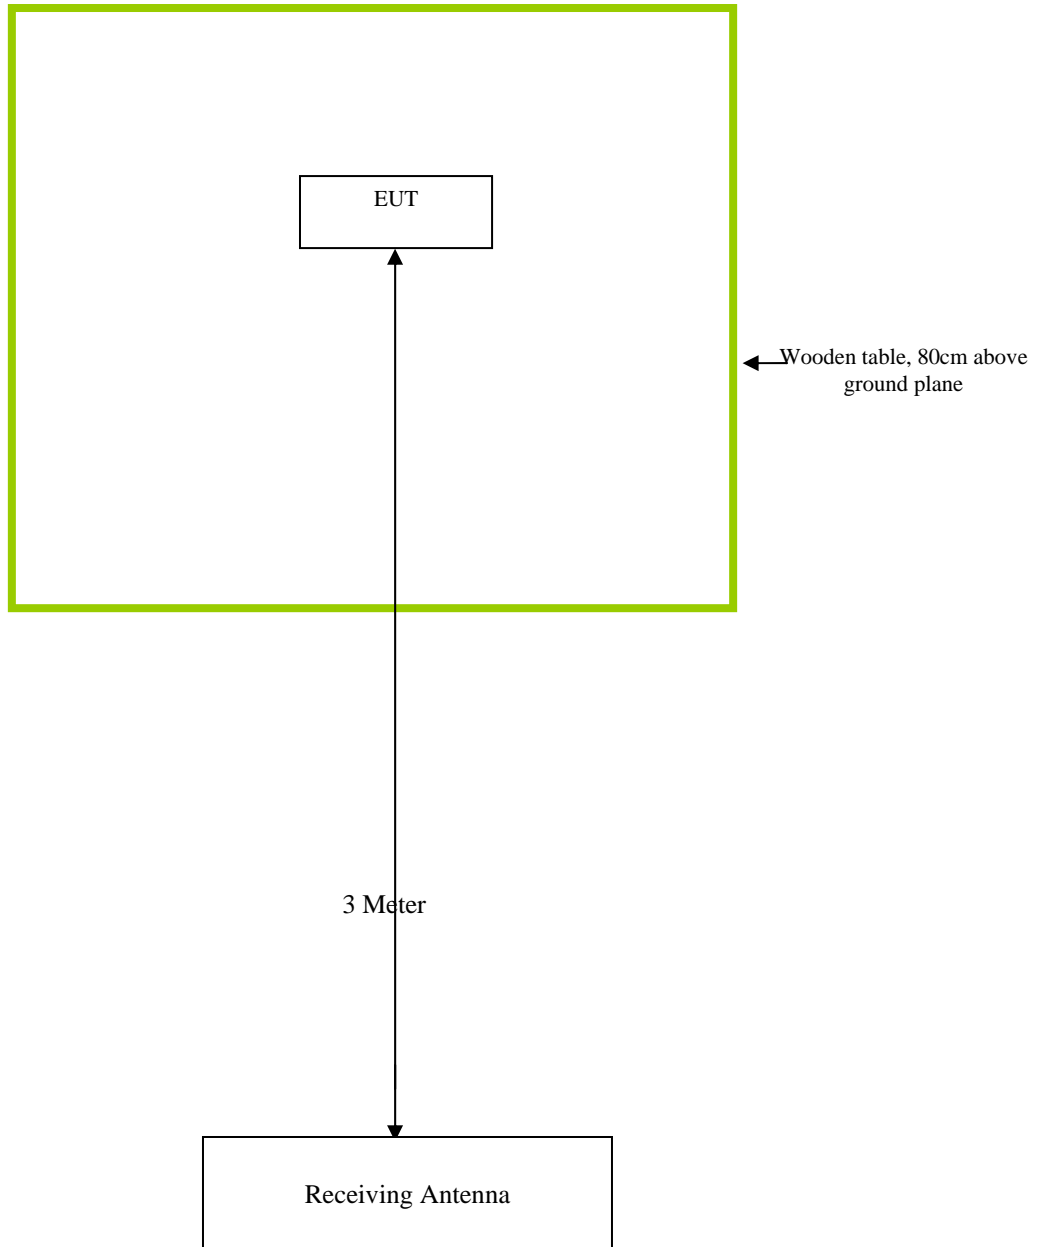 EUT
Wooden table, 80cm above
ground plane
3 Meter
Receiving Antenna